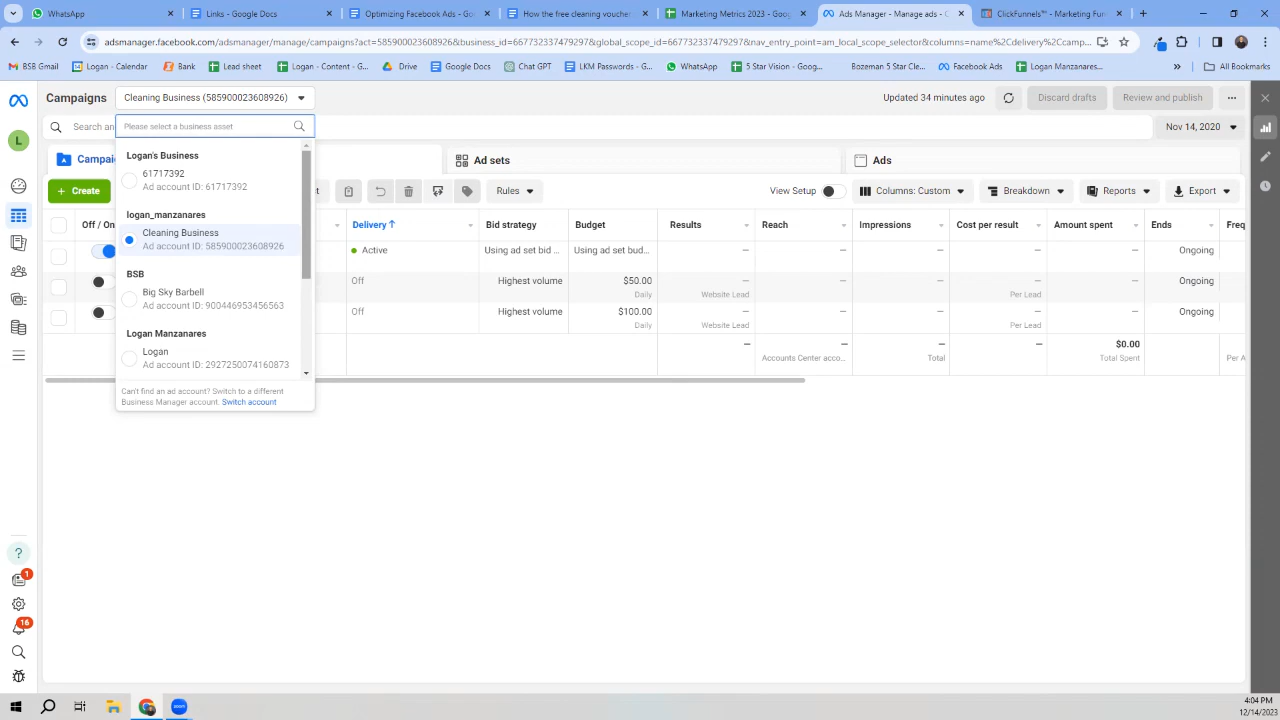 WhatsApp
Links - Google Docs
Optimizing Facebook Ads - Goo
How the free cleaning voucher
Marketing Metrics 2023 - Goog
Ads Manager - Manage ads - C
ClickFunnels™ - Marketing Fun
adsmanager.facebook.com/adsmanager/manage/campaigns?act=585900023608926&business_id=667732337479297&global_scope_id=667732337479297&nav_entry_point=am_local_scope_selector&columns=name%2Cdelivery%2Ccamp...
BSB Gmail
Logan - Calendar
Banking
Lead sheet
Logan - Content - G...
Drive
Google Docs
Chat GPT
LKM Passwords - G...
WhatsApp
5 Star Vision - Goog...
Bozeman 5 Star Cle...
Facebook Ads
Logan Manzanares...
»
All Bookmarks
Campaigns
Cleaning Business (585900023608926)
Updated 34 minutes ago
Discard drafts
Review and publish
Search an
Please select a business asset
Nov 14, 2020
L
Campai
Ad sets
Ads
+ Create
t
Rules
View Setup
Columns: Custom
Breakdown
Reports
Export
Off / On
Delivery ↑
Bid strategy
Budget
Results
Reach
Impressions
Cost per result
Amount spent
Ends
Freq
Active
Using ad set bid ...
Using ad set bud...
—
—
—
—
—
Ongoing
Off
Highest volume
$50.00
Daily
—
Website Lead
—
—
—
Per Lead
—
Ongoing
Off
Highest volume
$100.00
Daily
—
Website Lead
—
—
—
Per Lead
—
Ongoing
—
—
Accounts Center acco...
—
Total
—
$0.00
Total Spent
Per A
Logan's Business
61717392
Ad account ID: 61717392
logan_manzanares
Cleaning Business
Ad account ID: 585900023608926
BSB
Big Sky Barbell
Ad account ID: 900446953456563
Logan Manzanares
Logan
Ad account ID: 2927250074160873
Can't find an ad account? Switch to a different
Business Manager account. Switch account
?
1
16
4:04 PM
12/14/2023